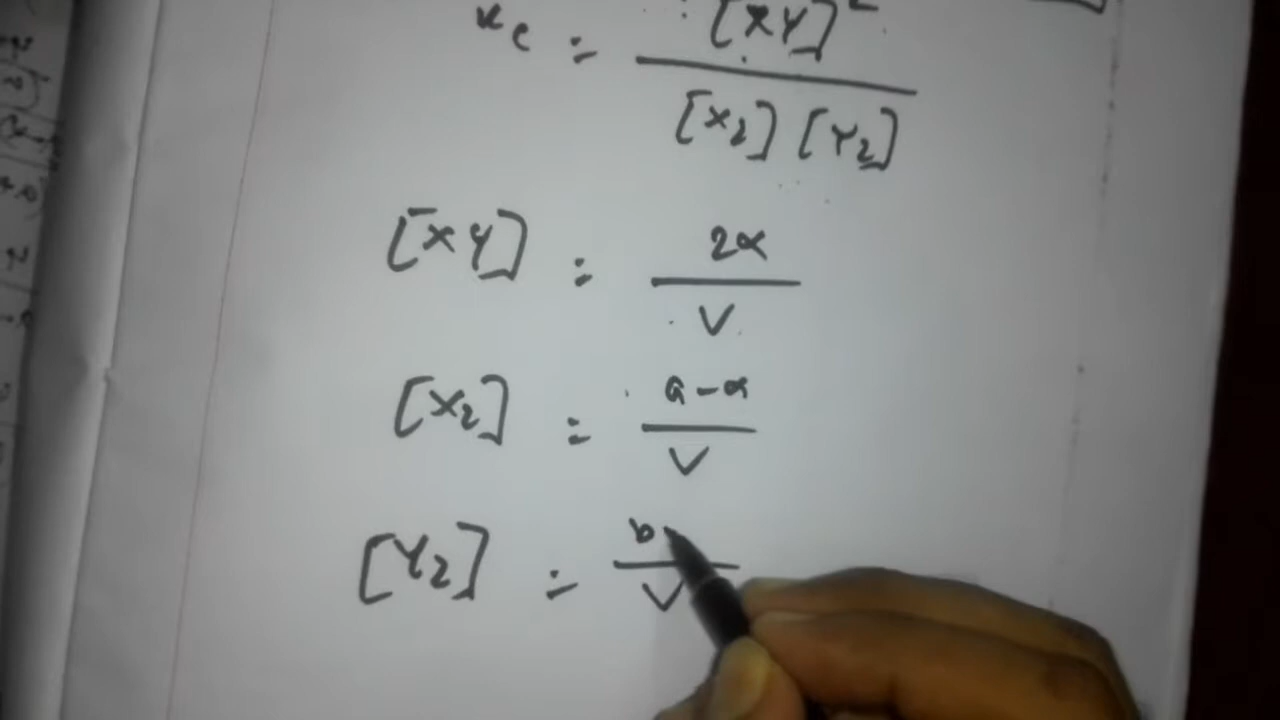 Kc = [XY]²
[X₂] [Y₂]
[XY] = 2α
V
[X₂] = a-α
V
[Y₂] = b
V